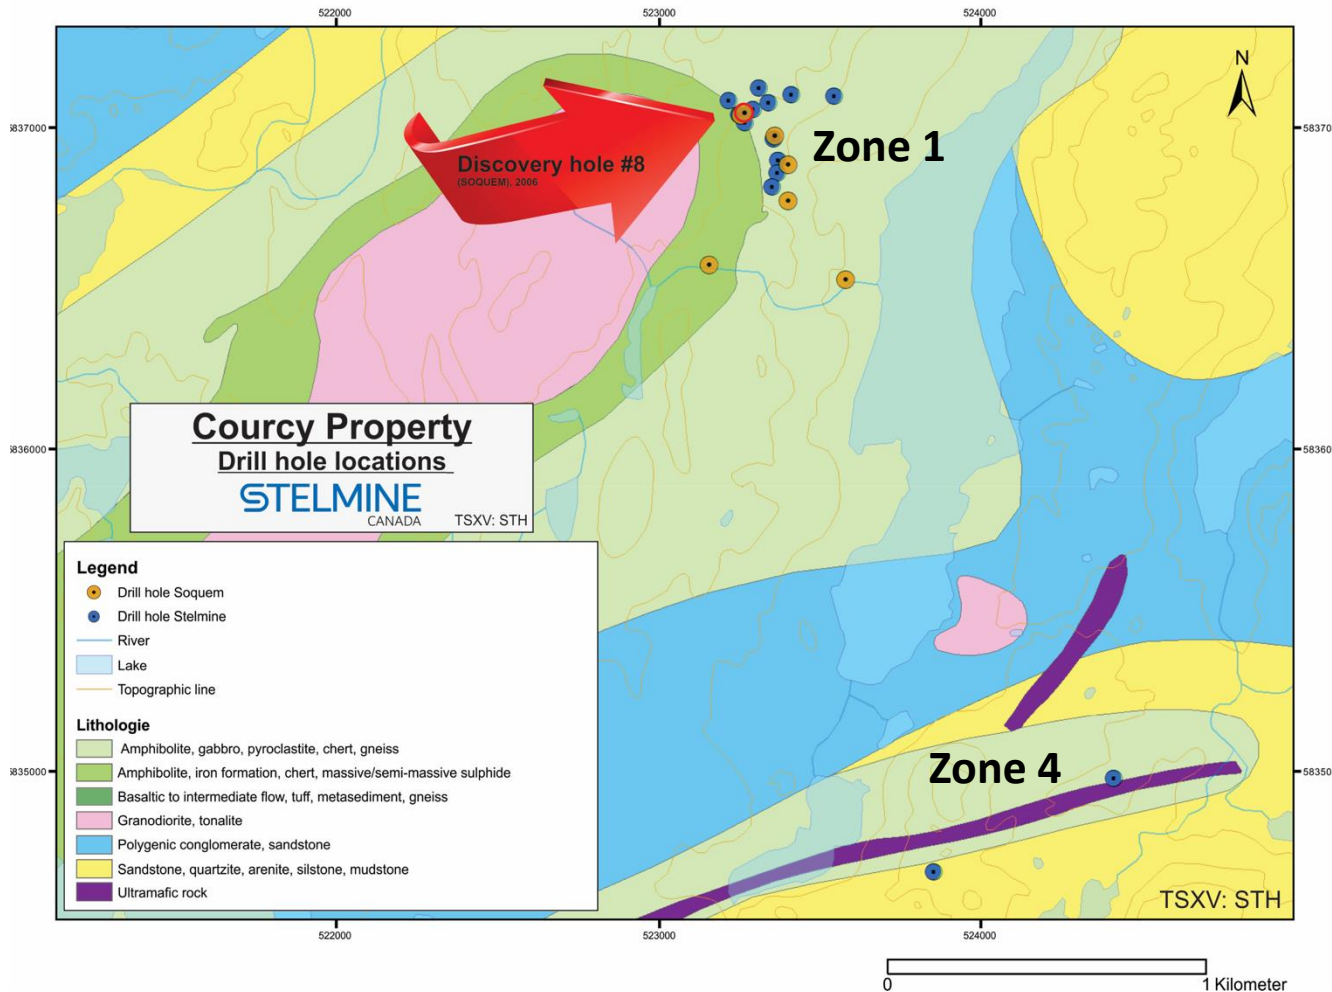 522000
523000
524000
N
5837000
58370
Zone 1
Discovery hole #8
(SOQUEM), 2006
Courcy Property
Drill hole locations
STELMINE
CANADA
TSXV: STH
5836000
58360
Legend
Drill hole Soquem
Drill hole Stelmine
River
Lake
Topographic line
Lithologie
Amphibolite, gabbro, pyroclastite, chert, gneiss
Amphibolite, iron formation, chert, massive/semi-massive sulphide
Basaltic to intermediate flow, tuff, metasediment, gneiss
Granodiorite, tonalite
Polygenic conglomerate, sandstone
Sandstone, quartzite, arenite, silstone, mudstone
Ultramafic rock
Zone 4
5835000
58350
TSXV: STH
522000
523000
524000
0
1 Kilometer